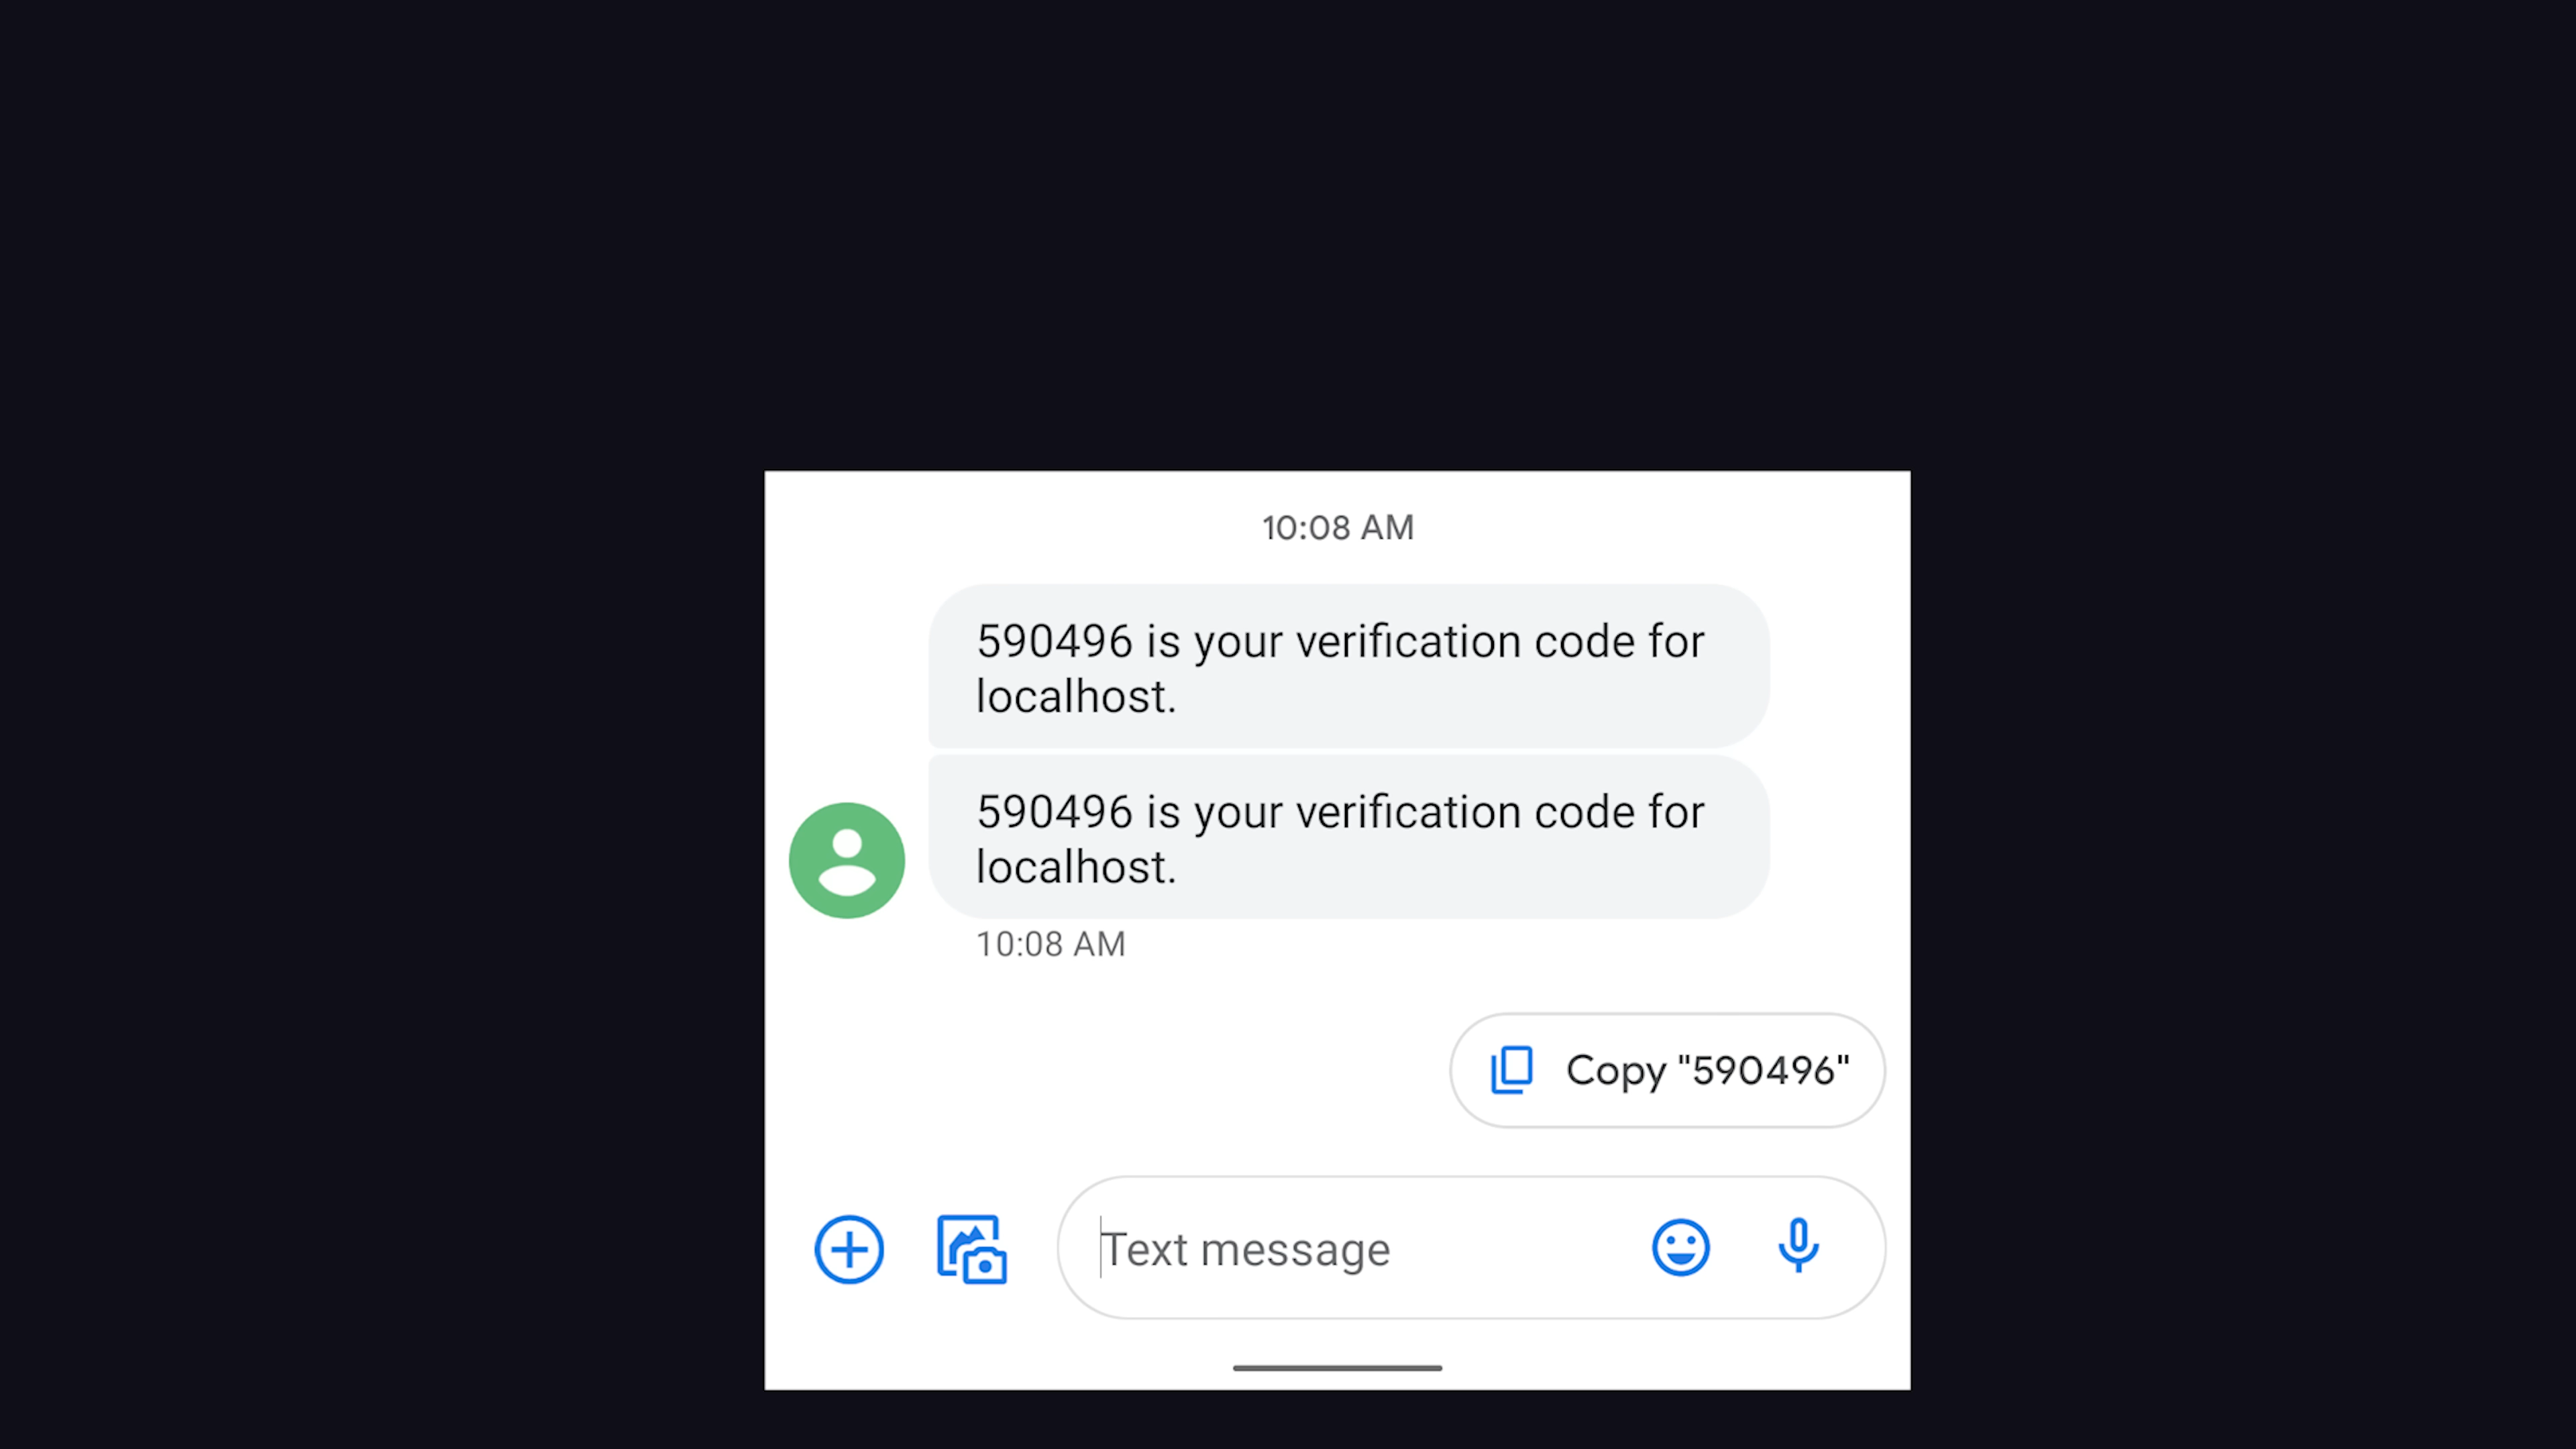 10:08 AM
590496 is your verification code for
localhost.
590496 is your verification code for
localhost.
10:08 AM
Copy "590496"
Text message